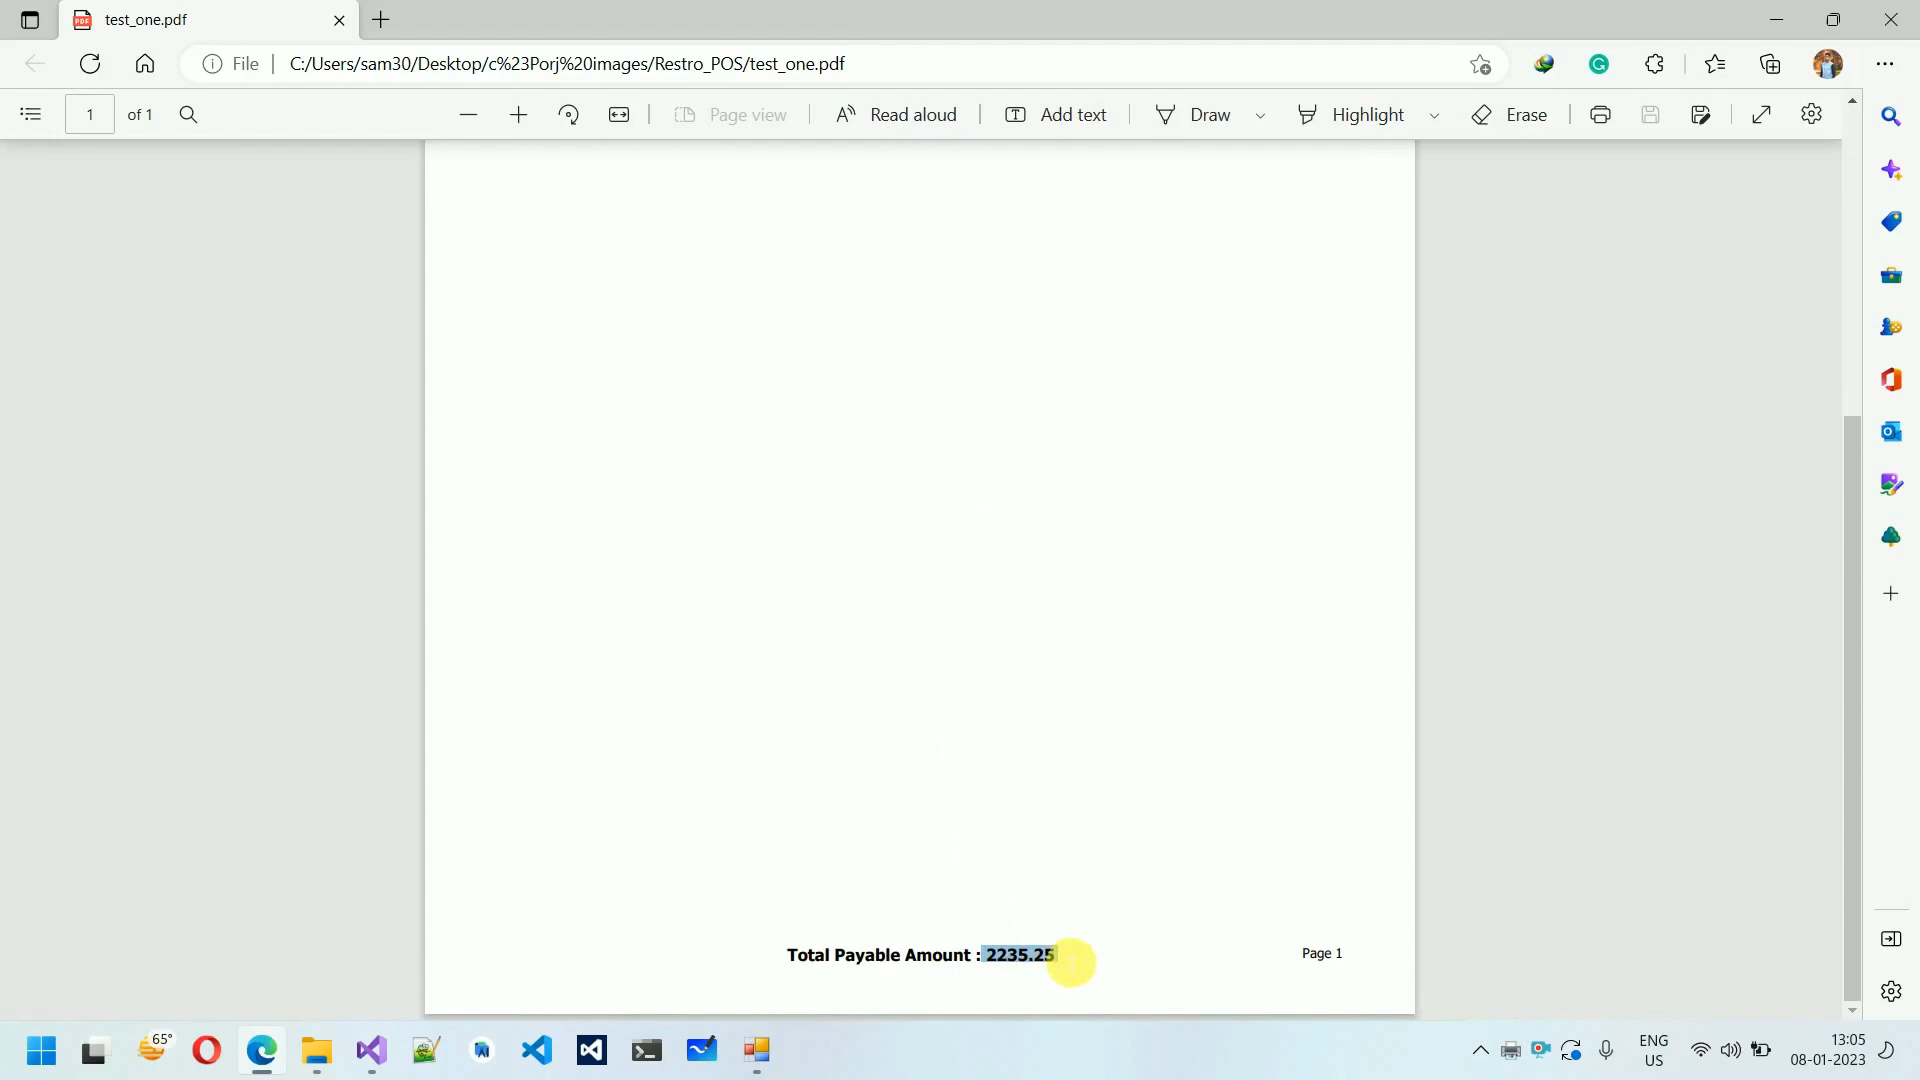 test_one.pdf
File
C:/Users/sam30/Desktop/c%23Porj%20images/Restro_POS/test_one.pdf
1 of 1
Page view
Read aloud
Add text
Draw
Highlight
Erase
Total Payable Amount : 2235.25
Page 1
65°
ENG
US
13:05
08-01-2023